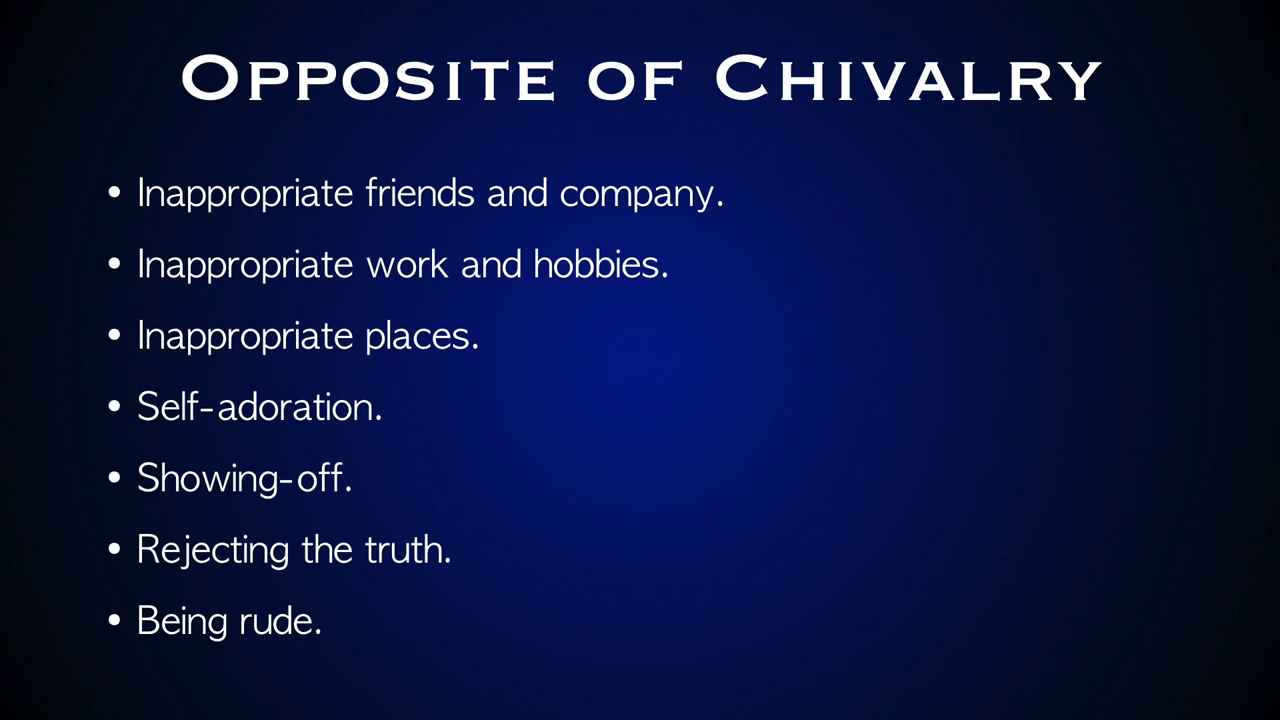 Opposite of Chivalry
• Inappropriate friends and company.
• Inappropriate work and hobbies.
• Inappropriate places.
• Self-adoration.
• Showing-off.
• Rejecting the truth.
• Being rude.